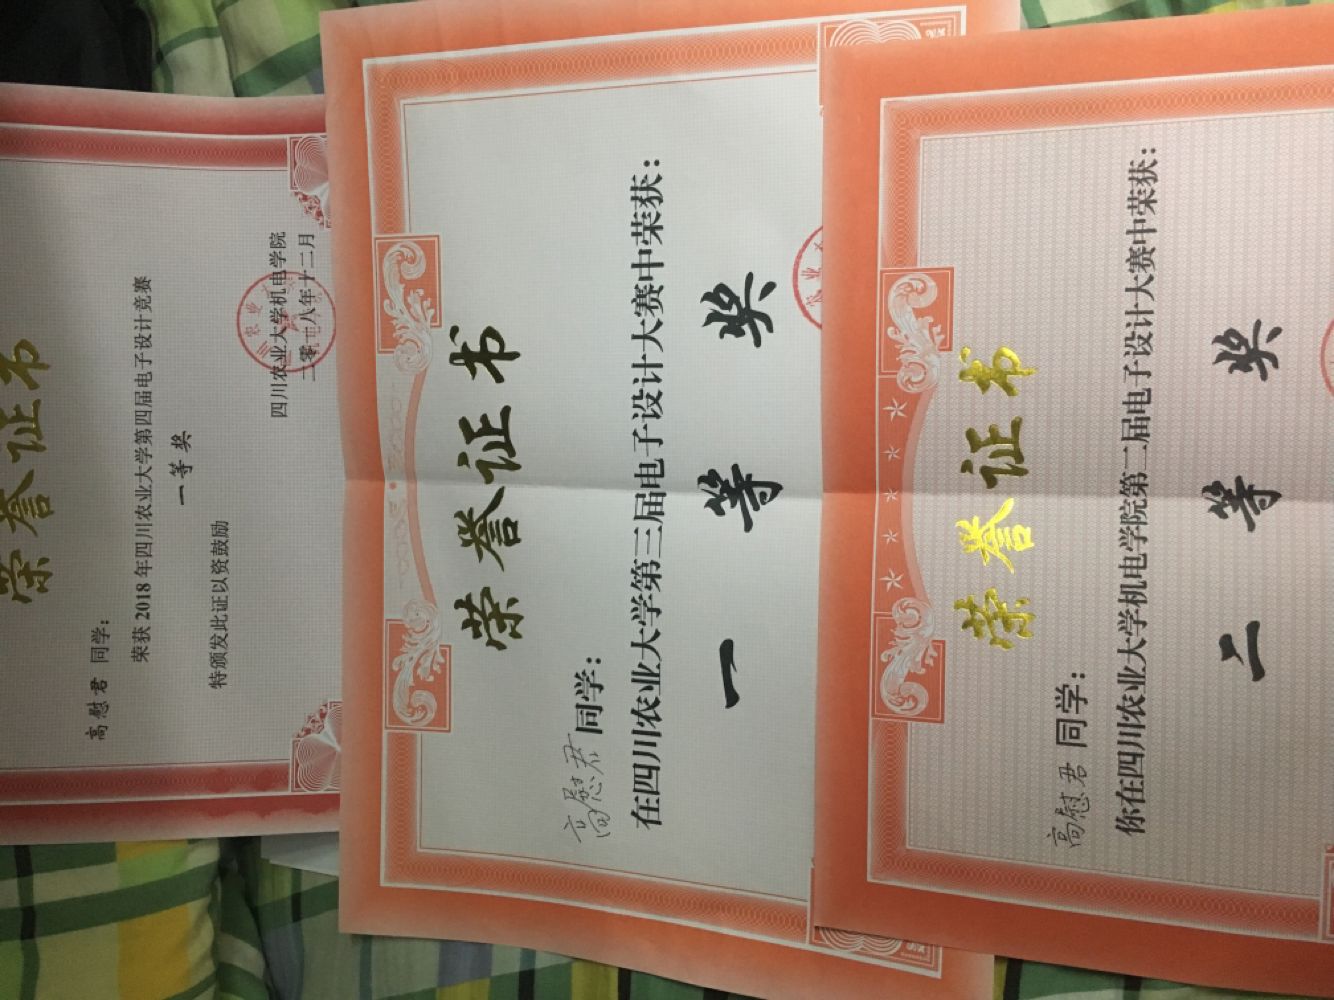 荣誉证书
高慰君 同学：
荣获 2018 年四川农业大学第四届电子设计竞赛
一等奖
特颁发此证以资鼓励
四川农业大学机电学院
二零一八年十二月
荣誉证书
高慰君 同学：
在四川农业大学第三届电子设计大赛中荣获：
一等奖
农业大
荣誉证书
高慰君 同学：
你在四川农业大学机电学院第二届电子设计大赛中荣获：
二等奖